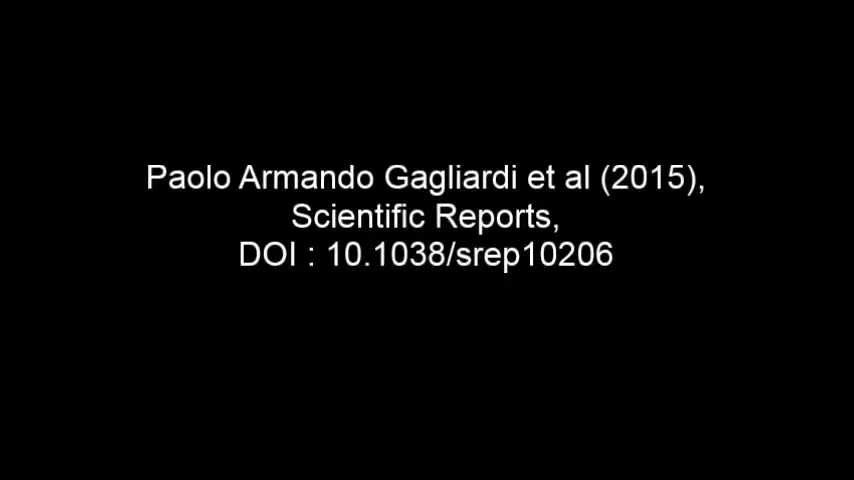 Paolo Armando Gagliardi et al (2015),
Scientific Reports,
DOI : 10.1038/srep10206